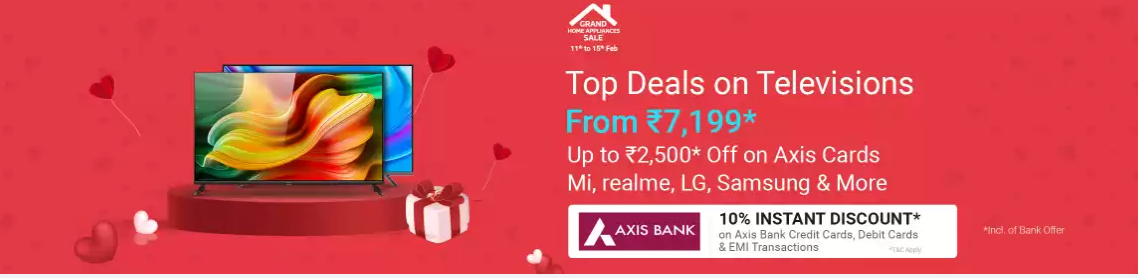 GRAND
HOME APPLIANCES
SALE
11th to 15th Feb
Top Deals on Televisions
From ₹7,199*
Up to ₹2,500* Off on Axis Cards
Mi, realme, LG, Samsung & More
AXIS BANK
10% INSTANT DISCOUNT*
on Axis Bank Credit Cards, Debit Cards
& EMI Transactions
*T&C Apply
*Incl. of Bank Offer